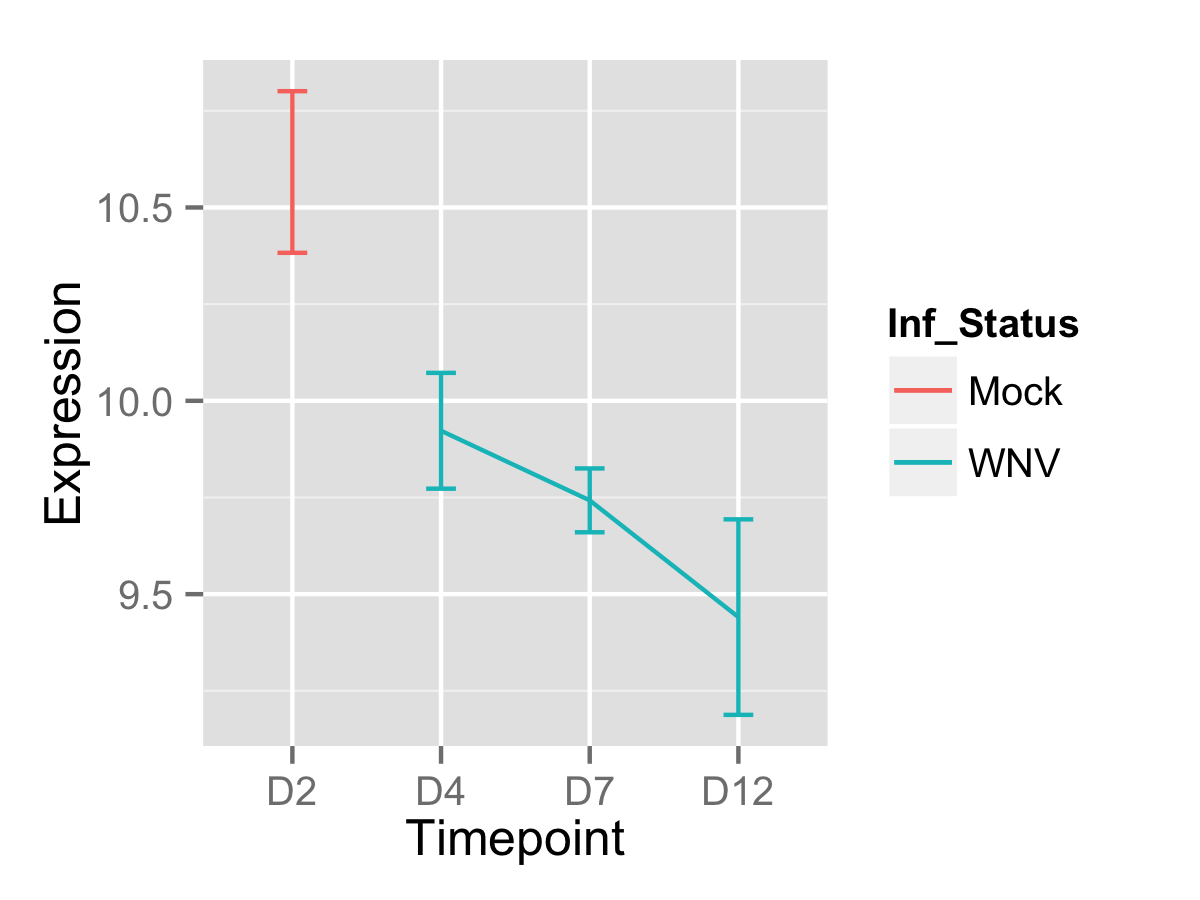 10.5
10.0
9.5
Expression
D2 D4 D7 D12
Timepoint
Inf_Status
Mock
WNV